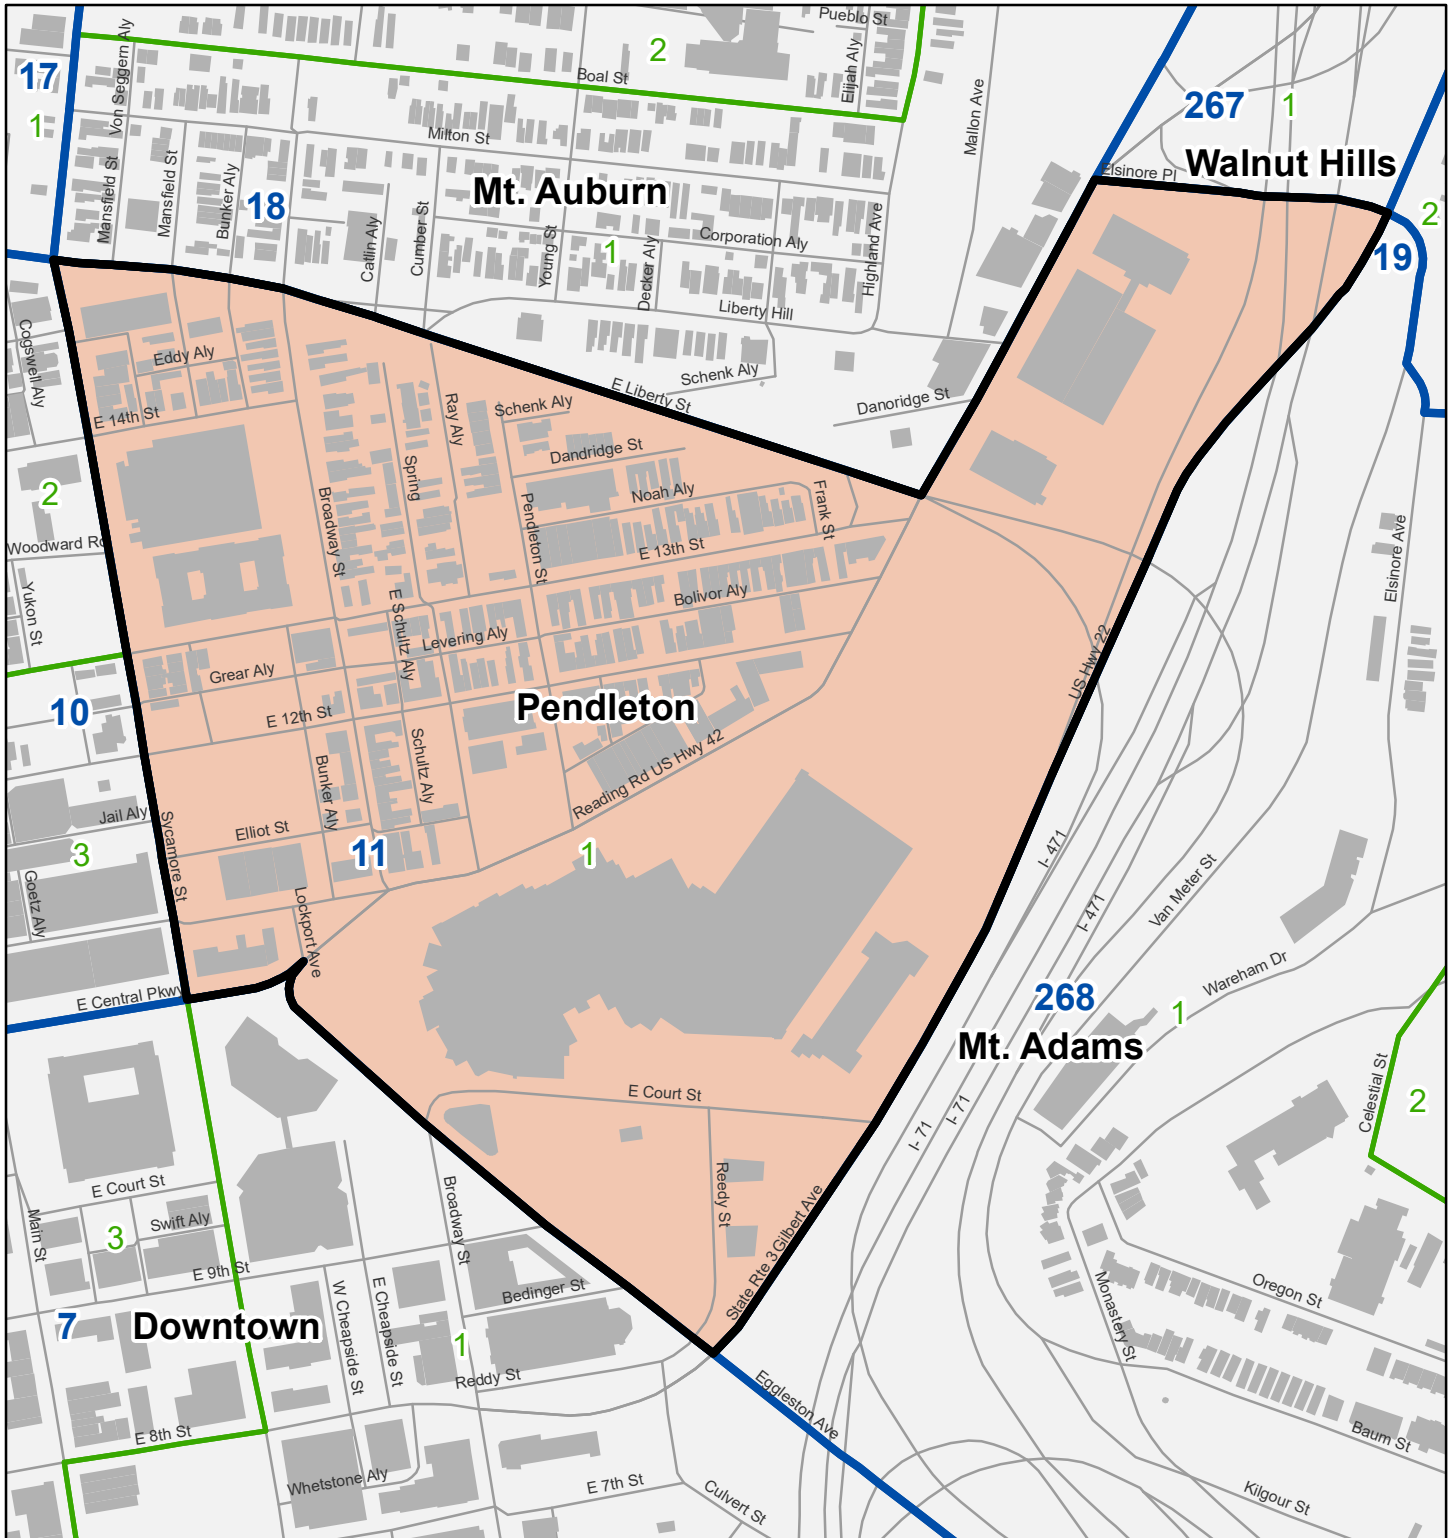 Pueblo St
2
17
Von Seggern Aly
Boal St
Elijah Aly
Mallon Ave
267
1
1
Milton St
Elsinore Pl
Walnut Hills
Mansfield St
Mansfield St
Bunker Aly
18
Mt. Auburn
2
Catlin Aly
Cumber St
Young St
1
Decker Aly
Corporation Aly
Highland Ave
19
Liberty Hill
Cogswell Aly
Eddy Aly
Schenk Aly
E Liberty St
Danoridge St
E 14th St
Ray Aly
Schenk Aly
Dandridge St
Spring
Noah Aly
Frank St
2
Broadway St
Pendleton St
E 13th St
Woodward Rd
Elsinore Ave
Yukon St
E Schultz Aly
Bolivor Aly
Levering Aly
Grear Aly
US Hwy 22
10
E 12th St
Pendleton
Bunker Aly
Schultz Aly
Reading Rd US Hwy 42
Jail Aly
Sycamore St
Elliot St
3
11
1
I- 471
Goetz Aly
Lockport Ave
I- 471
Van Meter St
E Central Pkwy
Wareham Dr
268
1
Mt. Adams
E Court St
Celestial St
2
I- 71
I- 71
E Court St
Main St
Swift Aly
3
Broadway St
Reedy St
State Rte 3 Gilbert Ave
E 9th St
W Cheapside St
E Cheapside St
Bedinger St
Oregon St
Monastery St
7
Downtown
1
Reddy St
Eggleston Ave
E 8th St
Baum St
Whetstone Aly
E 7th St
Culvert St
Kilgour St